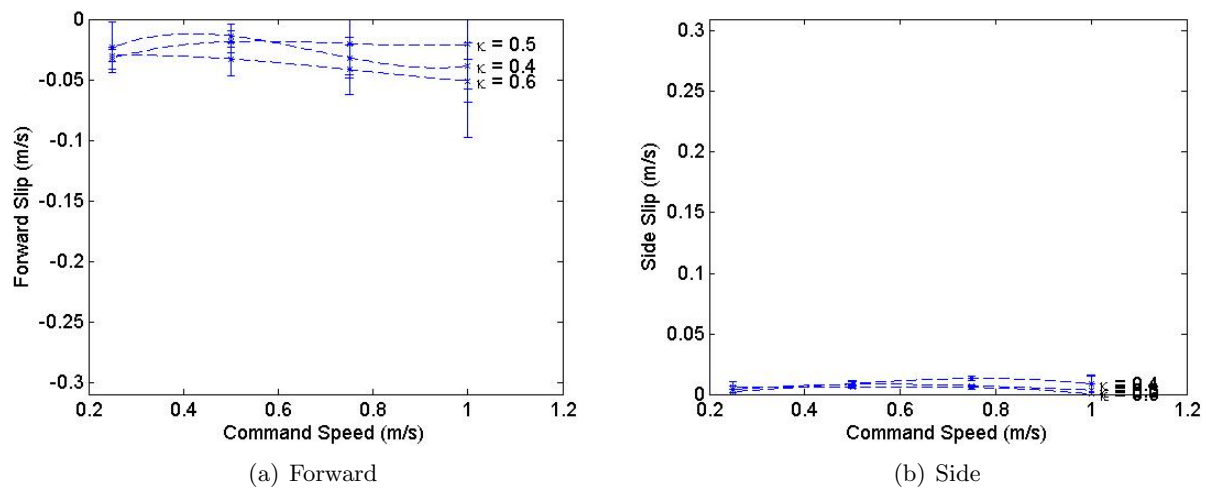 0
-0.05
-0.1
-0.15
-0.2
-0.25
-0.3
Forward Slip (m/s)
κ = 0.5
κ = 0.4
κ = 0.6
0.2 0.4 0.6 0.8 1 1.2
Command Speed (m/s)
(a) Forward
0.3
0.25
0.2
0.15
0.1
0.05
0
Side Slip (m/s)
κ = 0.4
0.2 0.4 0.6 0.8 1 1.2
Command Speed (m/s)
(b) Side